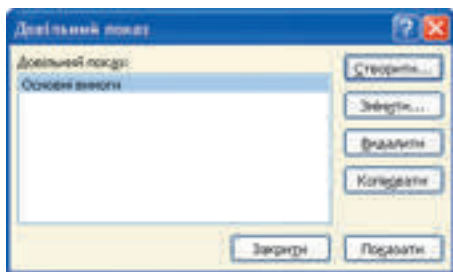 Довільний показ
Довільний показ:
Основні вимоги
Створити...
Змінити...
Видалити
Копіювати
Закрити
Показати